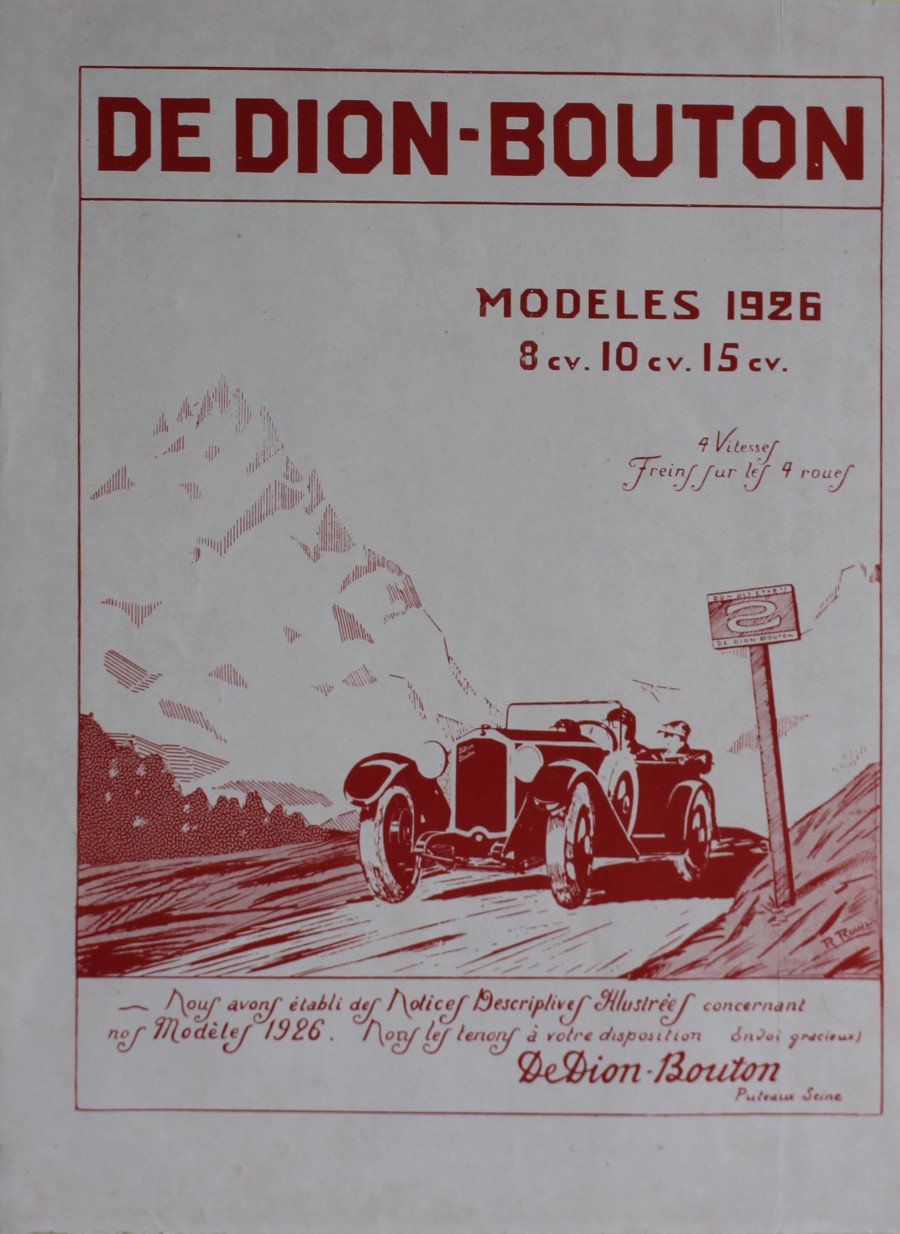 DE DION-BOUTON
MODELES 1926
8 cv. 10 cv. 15 cv.
4 Vitesses
Freins sur les 4 roues
DE DION BOUTON
Nous avons établi des Notices Descriptives Illustrées concernant
nos Modèles 1926. Nous les tenons à votre disposition Envoi gracieux)
De Dion-Bouton
Puteaux Seine